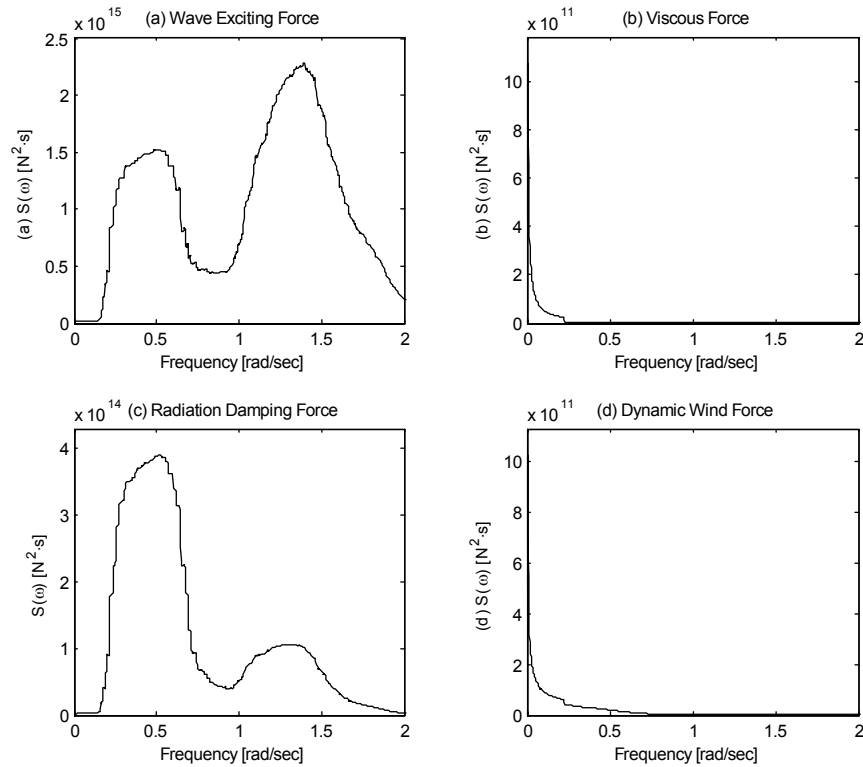 x 10^15
(a) Wave Exciting Force
2.5
2
1.5
1
0.5
0
(a) S(ω) [N^2·s]
0 0.5 1 1.5 2
Frequency [rad/sec]
x 10^11
(b) Viscous Force
10
8
6
4
2
0
(b) S(ω) [N^2·s]
0 0.5 1 1.5 2
Frequency [rad/sec]
x 10^14
(c) Radiation Damping Force
4
3
2
1
0
S(ω) [N^2·s]
0 0.5 1 1.5 2
Frequency [rad/sec]
x 10^11
(d) Dynamic Wind Force
10
8
6
4
2
0
(d) S(ω) [N^2·s]
0 0.5 1 1.5 2
Frequency [rad/sec]